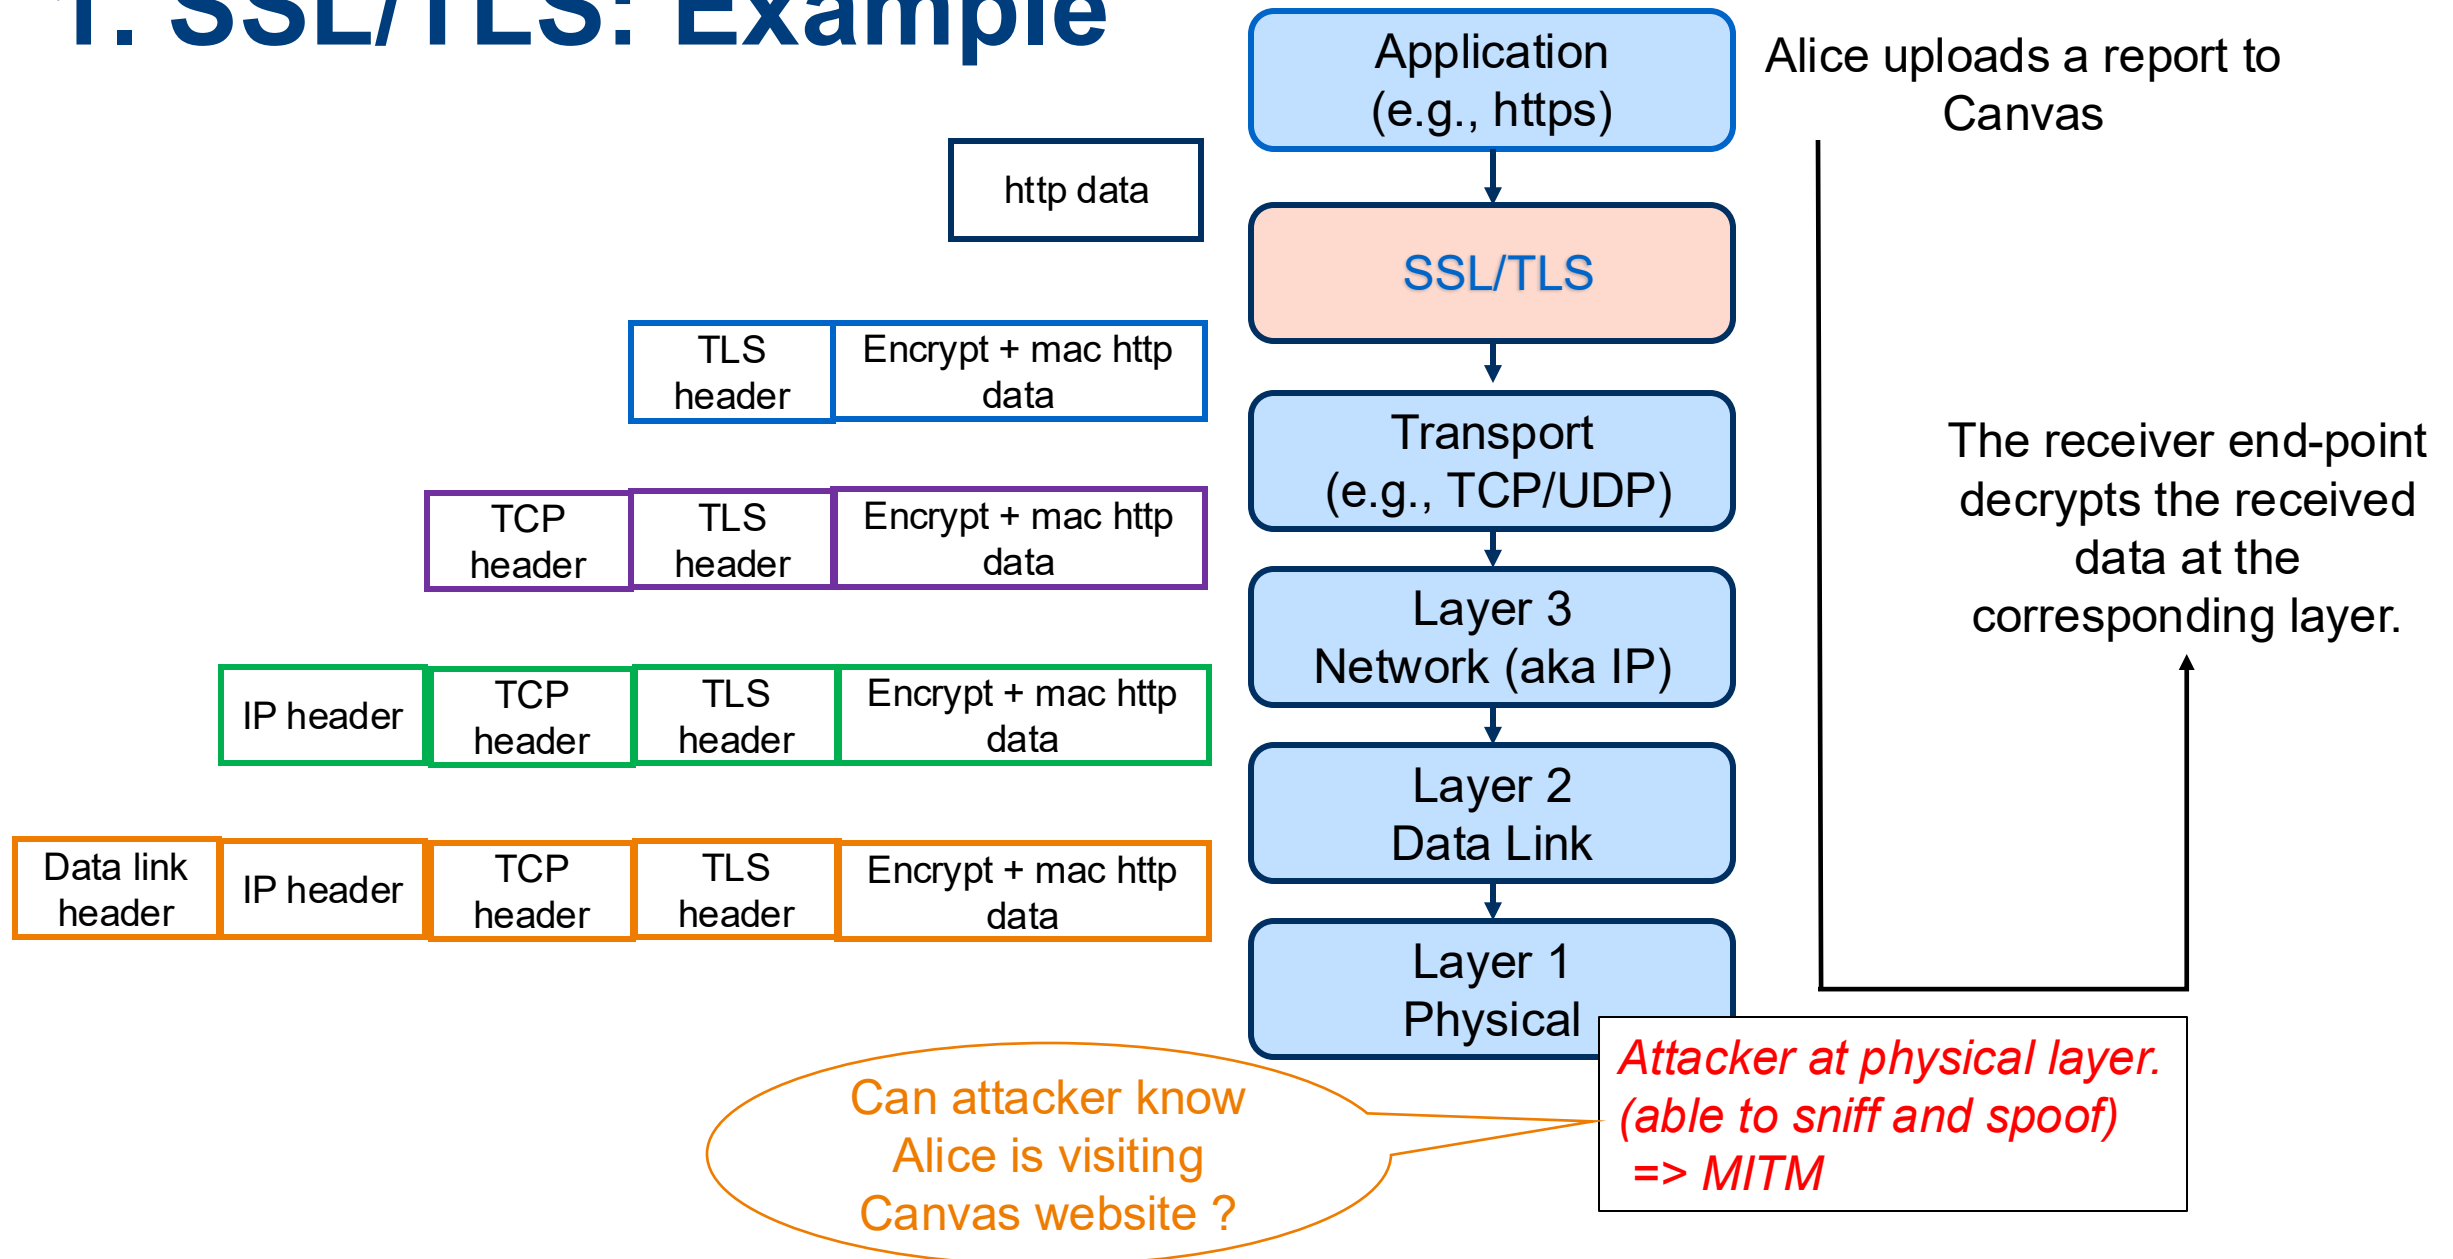 1. SSL/TLS: Example
Application
(e.g., https)
Alice uploads a report to
Canvas
http data
SSL/TLS
TLS
header
Encrypt + mac http
data
Transport
(e.g., TCP/UDP)
The receiver end-point
decrypts the received
data at the
corresponding layer.
TCP
header
TLS
header
Encrypt + mac http
data
Layer 3
Network (aka IP)
IP header
TCP
header
TLS
header
Encrypt + mac http
data
Layer 2
Data Link
Data link
header
IP header
TCP
header
TLS
header
Encrypt + mac http
data
Layer 1
Physical
Attacker at physical layer.
(able to sniff and spoof)
=> MITM
Can attacker know
Alice is visiting
Canvas website ?